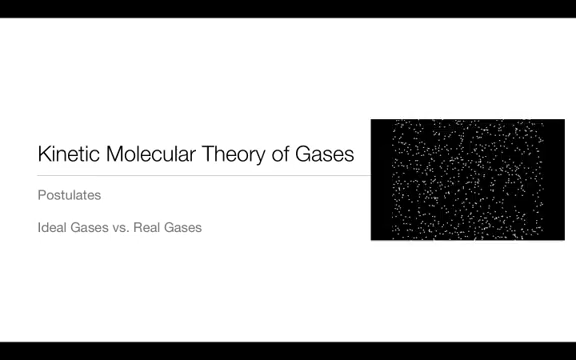 Kinetic Molecular Theory of Gases
Postulates
Ideal Gases vs. Real Gases